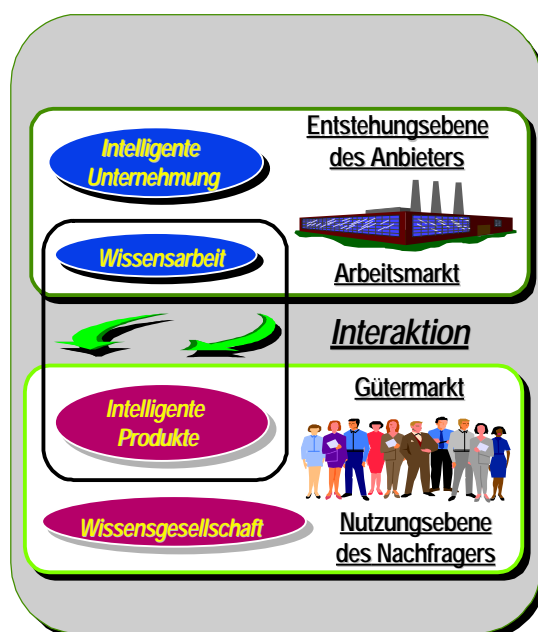 Intelligente
Unternehmung
Entstehungsebene
des Anbieters
Wissensarbeit
Arbeitsmarkt
Interaktion
Gütermarkt
Intelligente
Produkte
Wissensgesellschaft
Nutzungsebene
des Nachfragers